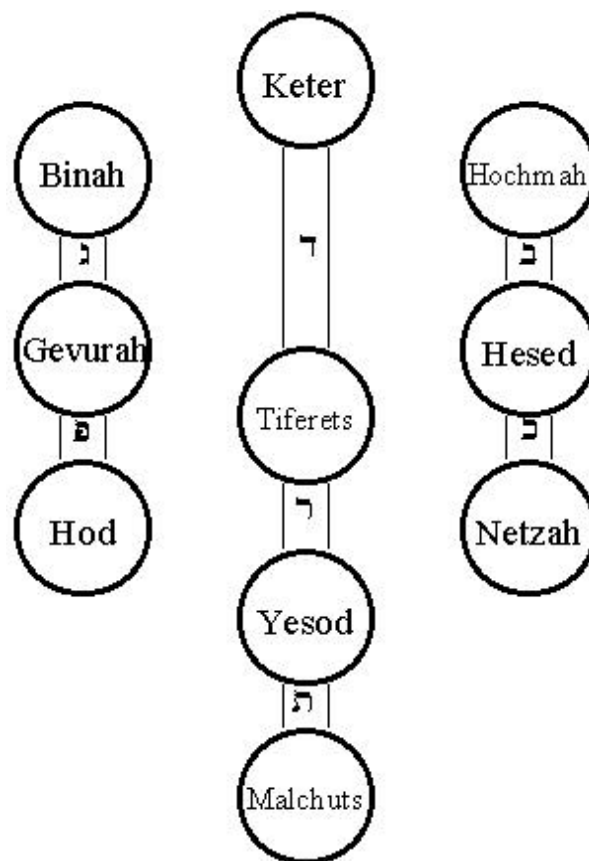 Keter
Binah
Hochmah
ג
ד
ב
Gevurah
Hesed
Tiferets
פ
כ
Hod
ר
Netzah
Yesod
ת
Malchuts